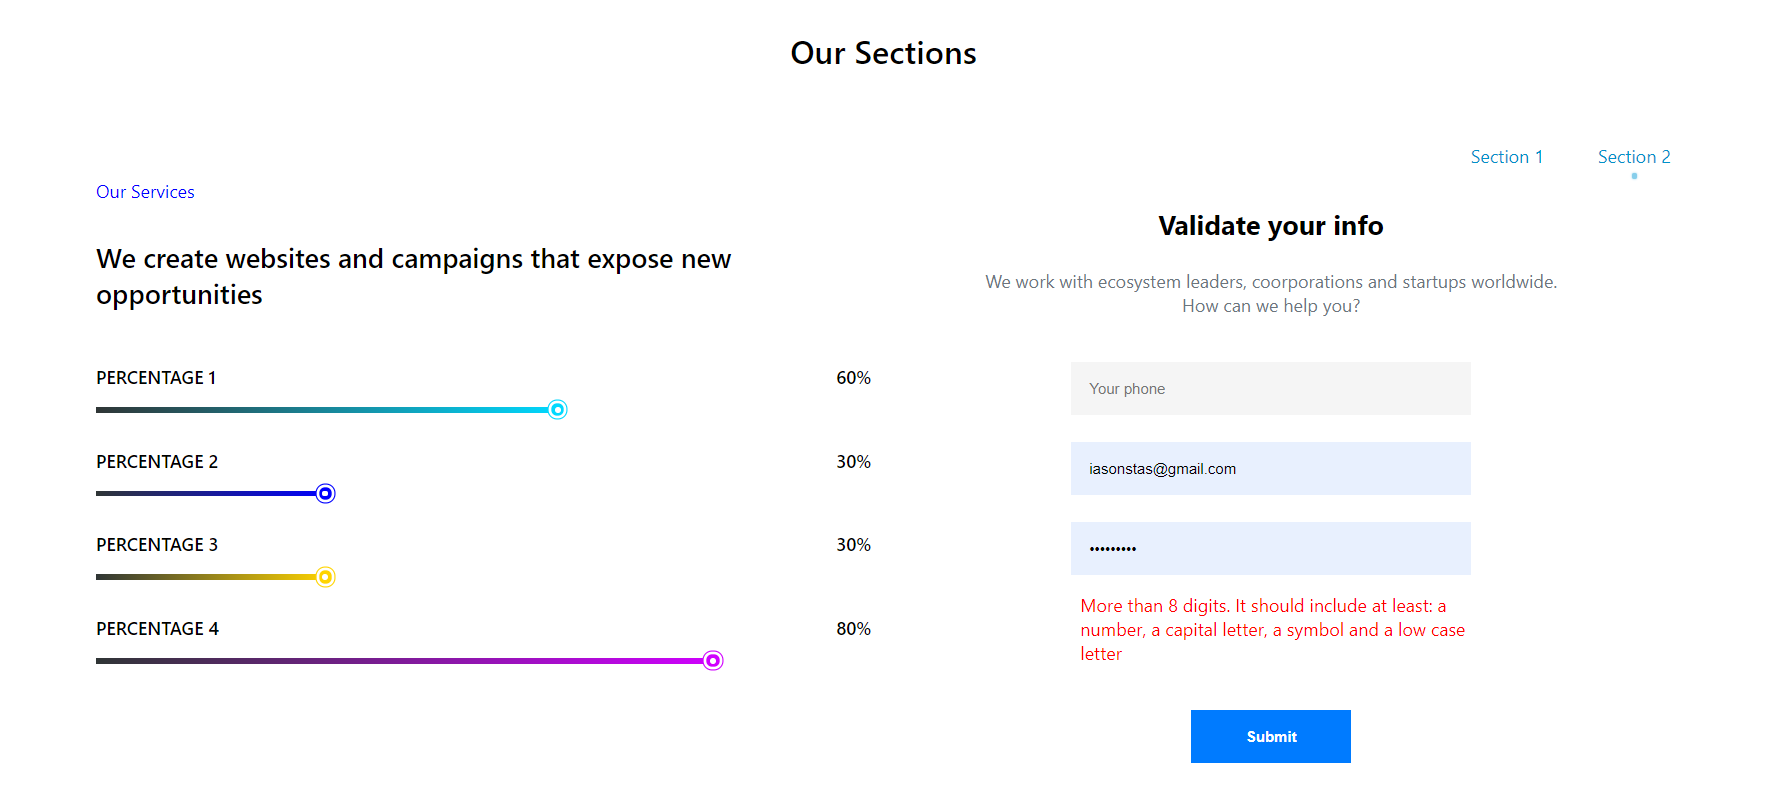 Our Sections
Section 1
Section 2
Our Services
We create websites and campaigns that expose new
opportunities
PERCENTAGE 1
60%
PERCENTAGE 2
30%
PERCENTAGE 3
30%
PERCENTAGE 4
80%
Validate your info
We work with ecosystem leaders, coorporations and startups worldwide.
How can we help you?
Your phone
iasonstas@gmail.com
•••••••••
More than 8 digits. It should include at least: a
number, a capital letter, a symbol and a low case
letter
Submit